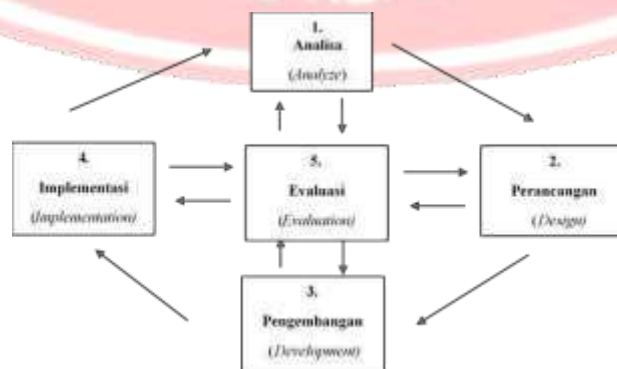 1.
Analisa
(Analyze)
4.
Implementasi
(Implementation)
5.
Evaluasi
(Evaluation)
2.
Perancangan
(Design)
3.
Pengembangan
(Development)